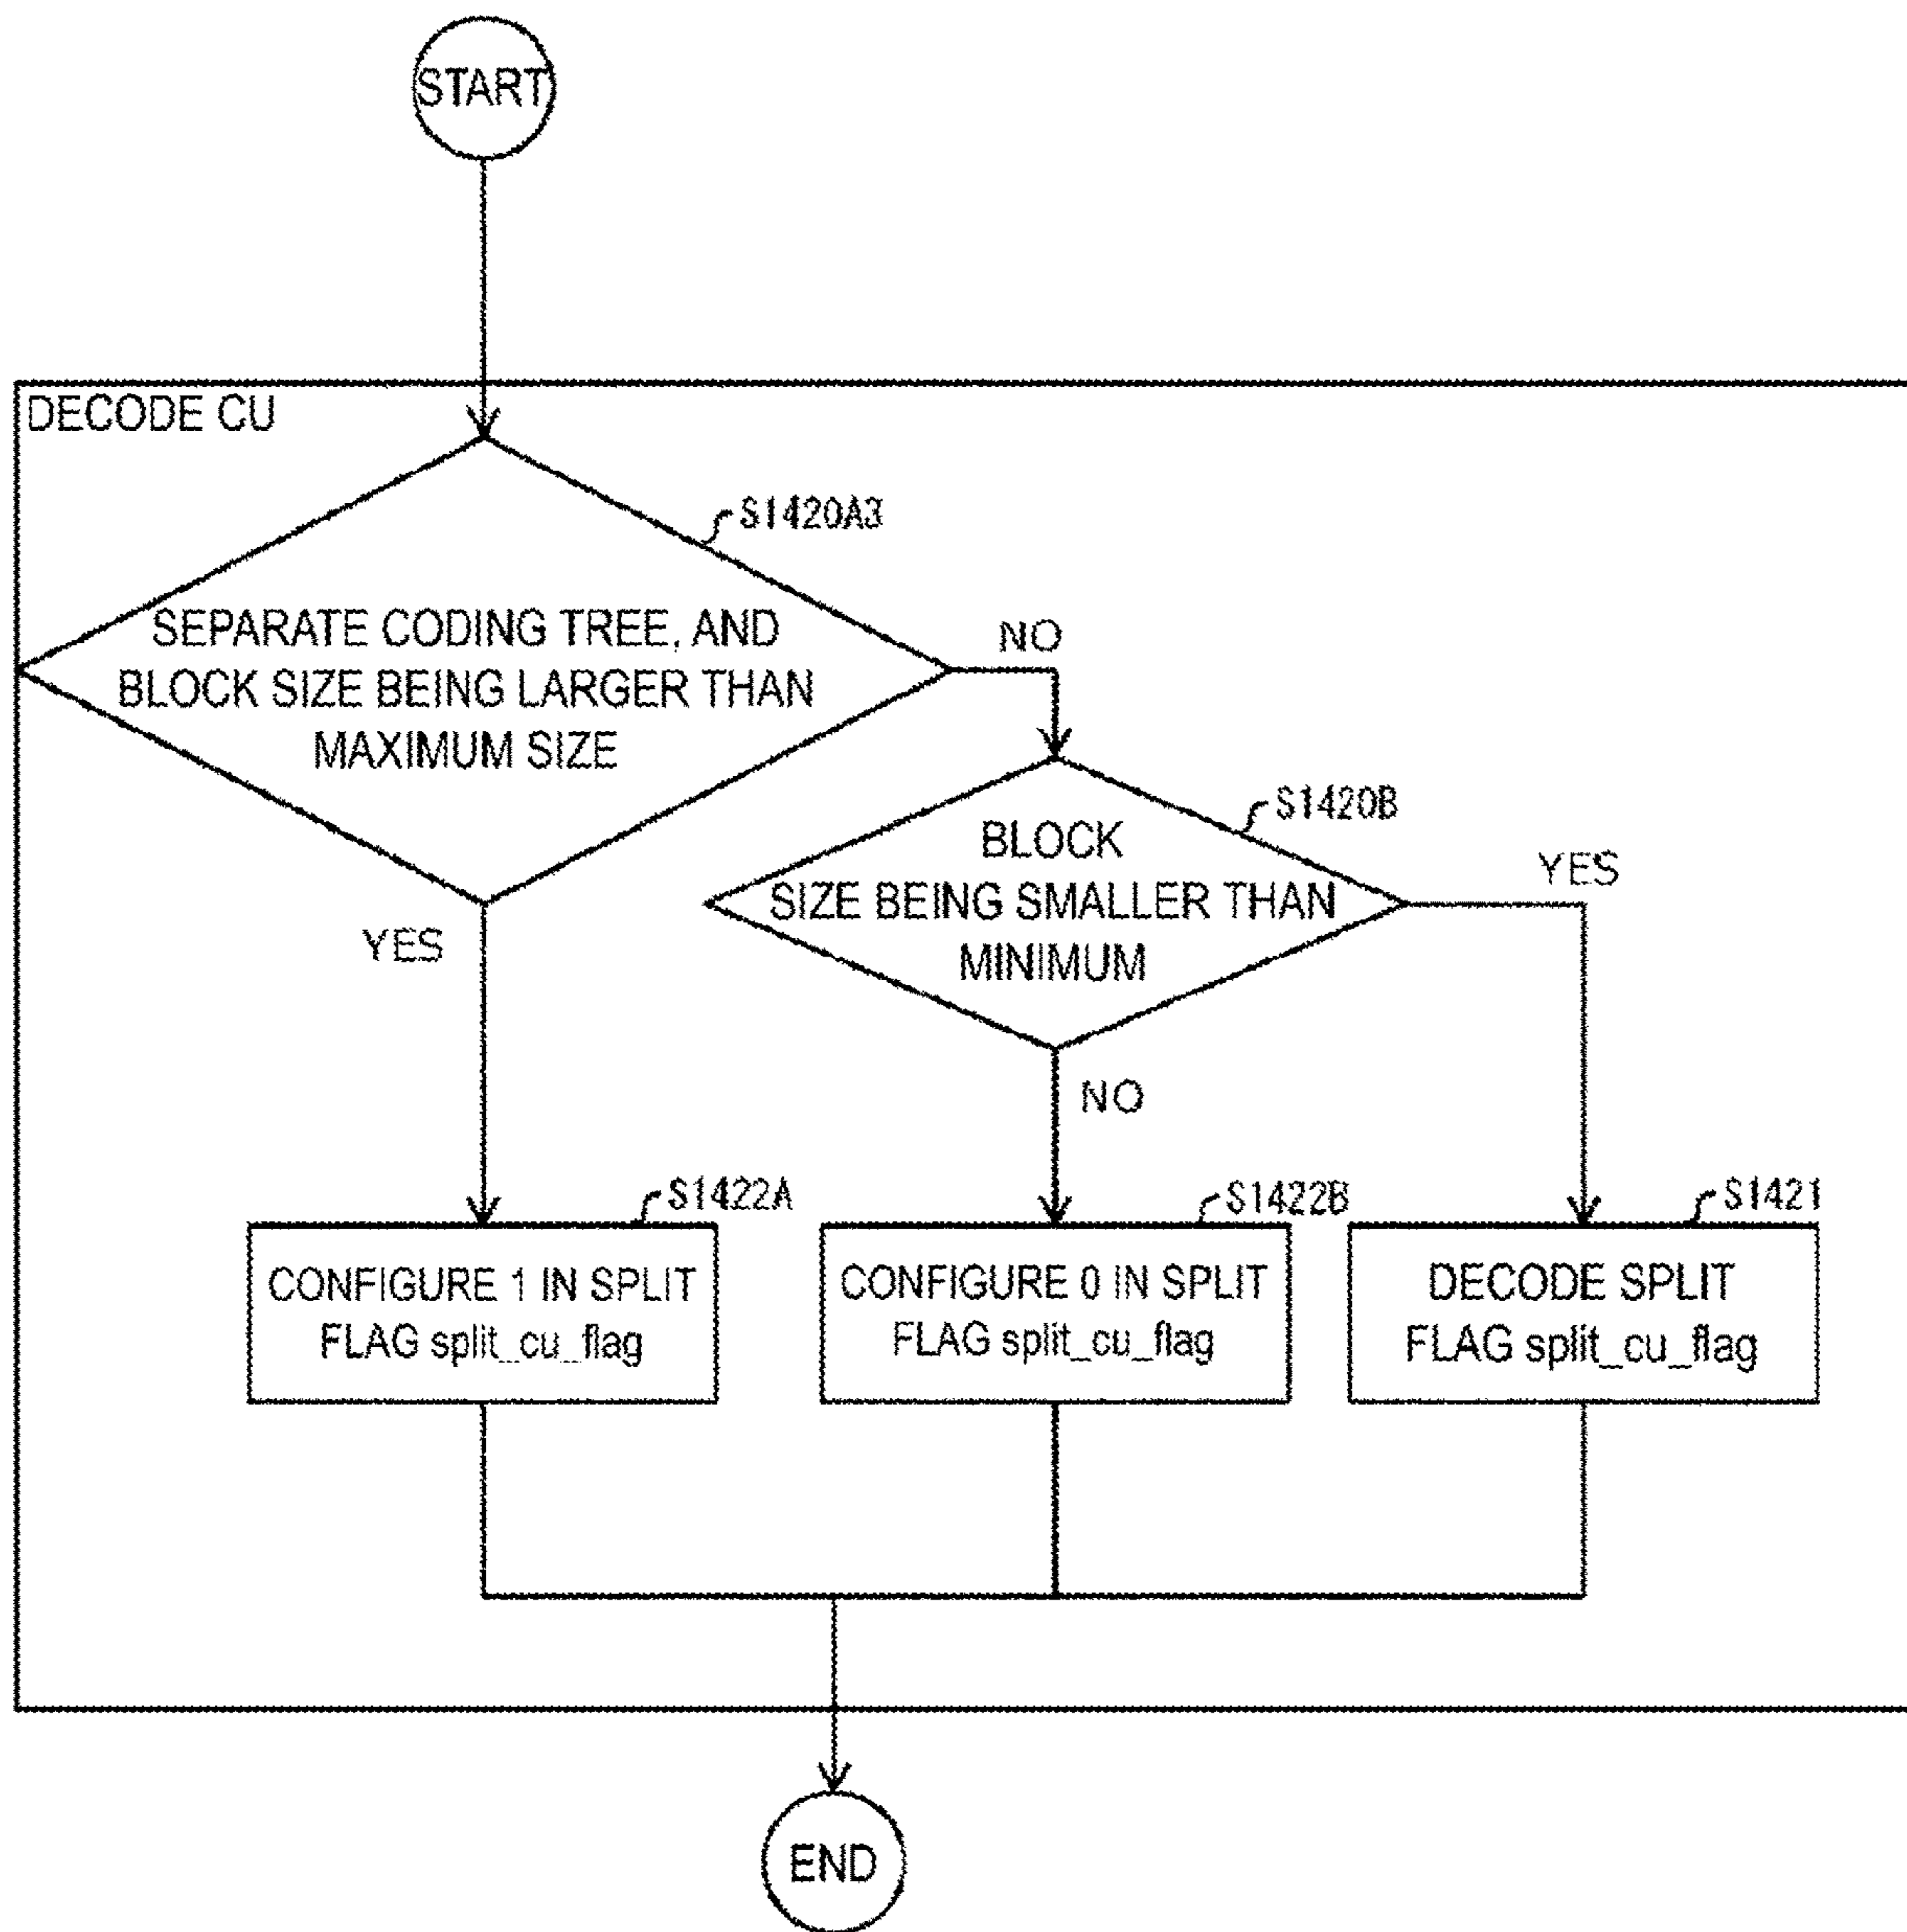 START
DECODE CU
S1420A3
SEPARATE CODING TREE, AND
BLOCK SIZE BEING LARGER THAN
MAXIMUM SIZE
NO
YES
S1420B
BLOCK
SIZE BEING SMALLER THAN
MINIMUM
YES
NO
S1422A
CONFIGURE 1 IN SPLIT
FLAG split_cu_flag
S1422B
CONFIGURE 0 IN SPLIT
FLAG split_cu_flag
S1421
DECODE SPLIT
FLAG split_cu_flag
END